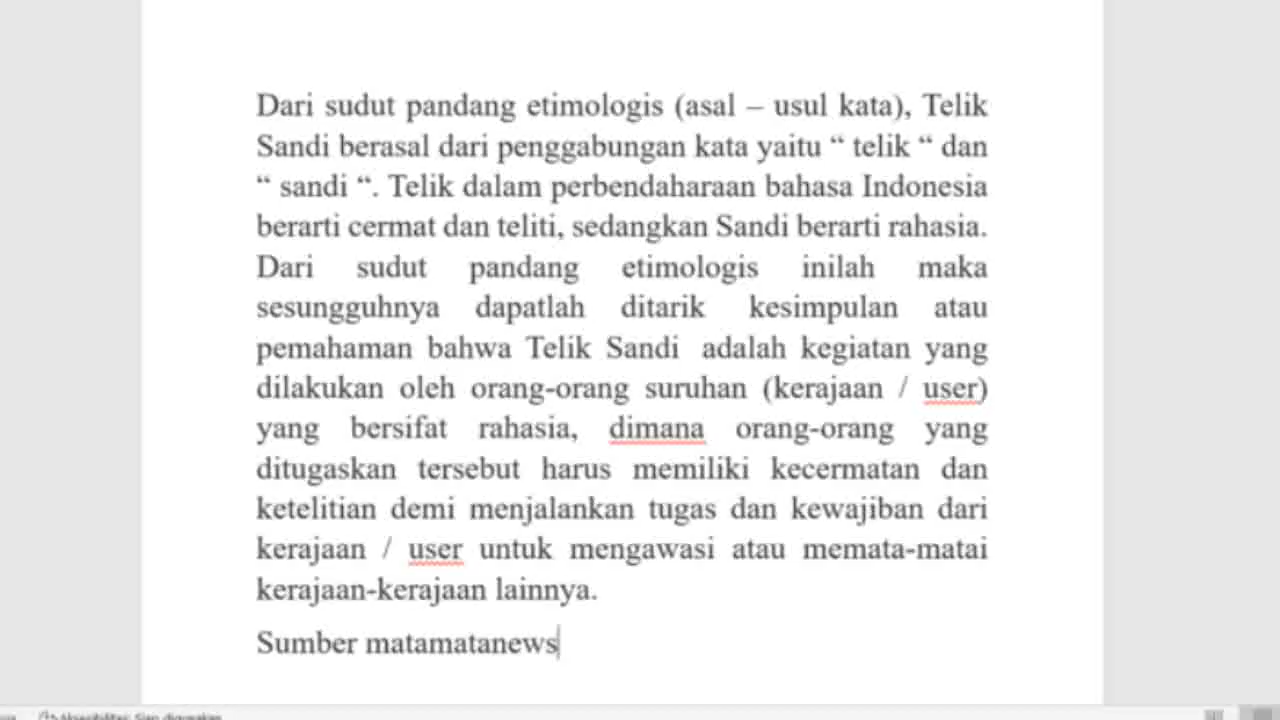 Dari sudut pandang etimologis (asal – usul kata), Telik
Sandi berasal dari penggabungan kata yaitu “ telik “ dan
“ sandi “. Telik dalam perbendaharaan bahasa Indonesia
berarti cermat dan teliti, sedangkan Sandi berarti rahasia.
Dari sudut pandang etimologis inilah maka
sesungguhnya dapatlah ditarik kesimpulan atau
pemahaman bahwa Telik Sandi adalah kegiatan yang
dilakukan oleh orang-orang suruhan (kerajaan / user)
yang bersifat rahasia, dimana orang-orang yang
ditugaskan tersebut harus memiliki kecermatan dan
ketelitian demi menjalankan tugas dan kewajiban dari
kerajaan / user untuk mengawasi atau memata-matai
kerajaan-kerajaan lainnya.
Sumber matamatanews